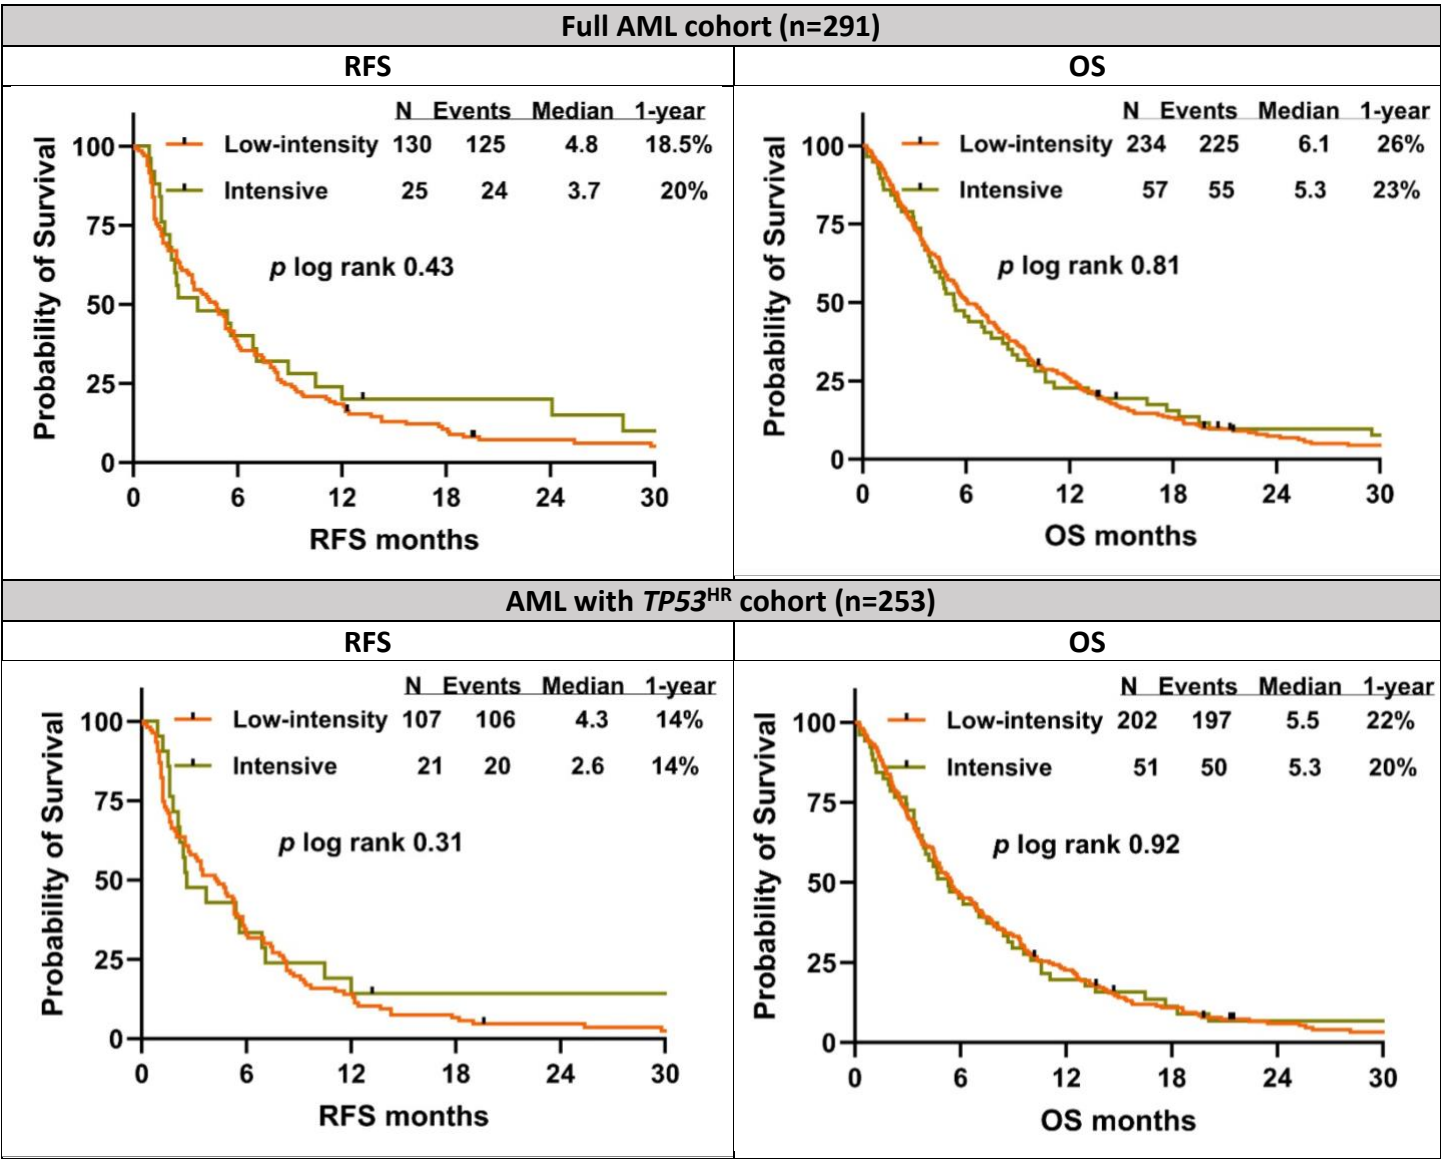 Full AML cohort (n=291)
RFS
N Events Median 1-year
Low-intensity 130 125 4.8 18.5%
Intensive 25 24 3.7 20%
p log rank 0.43
Probability of Survival
100
75
50
25
0
0 6 12 18 24 30
RFS months
OS
N Events Median 1-year
Low-intensity 234 225 6.1 26%
Intensive 57 55 5.3 23%
p log rank 0.81
Probability of Survival
100
75
50
25
0
0 6 12 18 24 30
OS months
AML with TP53HR cohort (n=253)
RFS
N Events Median 1-year
Low-intensity 107 106 4.3 14%
Intensive 21 20 2.6 14%
p log rank 0.31
Probability of Survival
100
75
50
25
0
0 6 12 18 24 30
RFS months
OS
N Events Median 1-year
Low-intensity 202 197 5.5 22%
Intensive 51 50 5.3 20%
p log rank 0.92
Probability of Survival
100
75
50
25
0
0 6 12 18 24 30
OS months